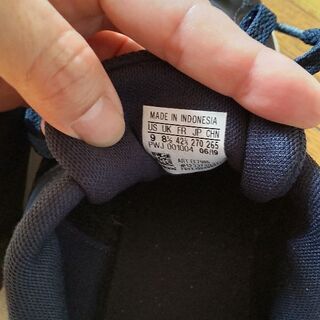 MADE IN INDONESIA
US UK FR JP CHN
9 8½ 42⅔ 270 265
PWJ 001004 06/19